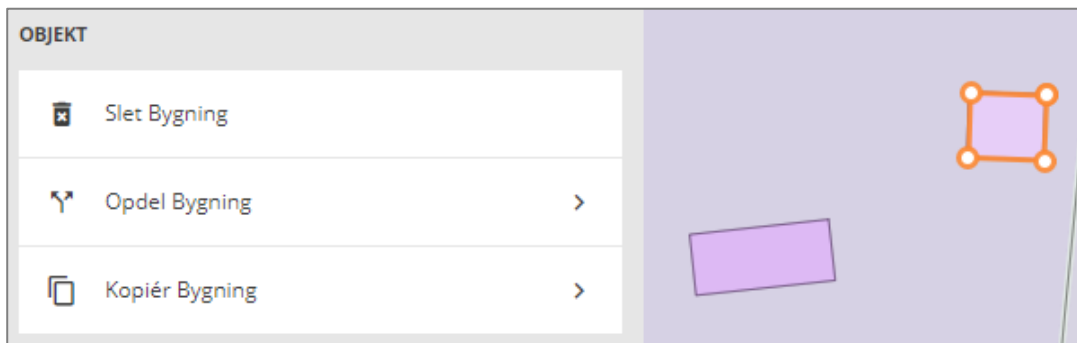 OBJEKT
Slet Bygning
Opdel Bygning
Kopiér Bygning